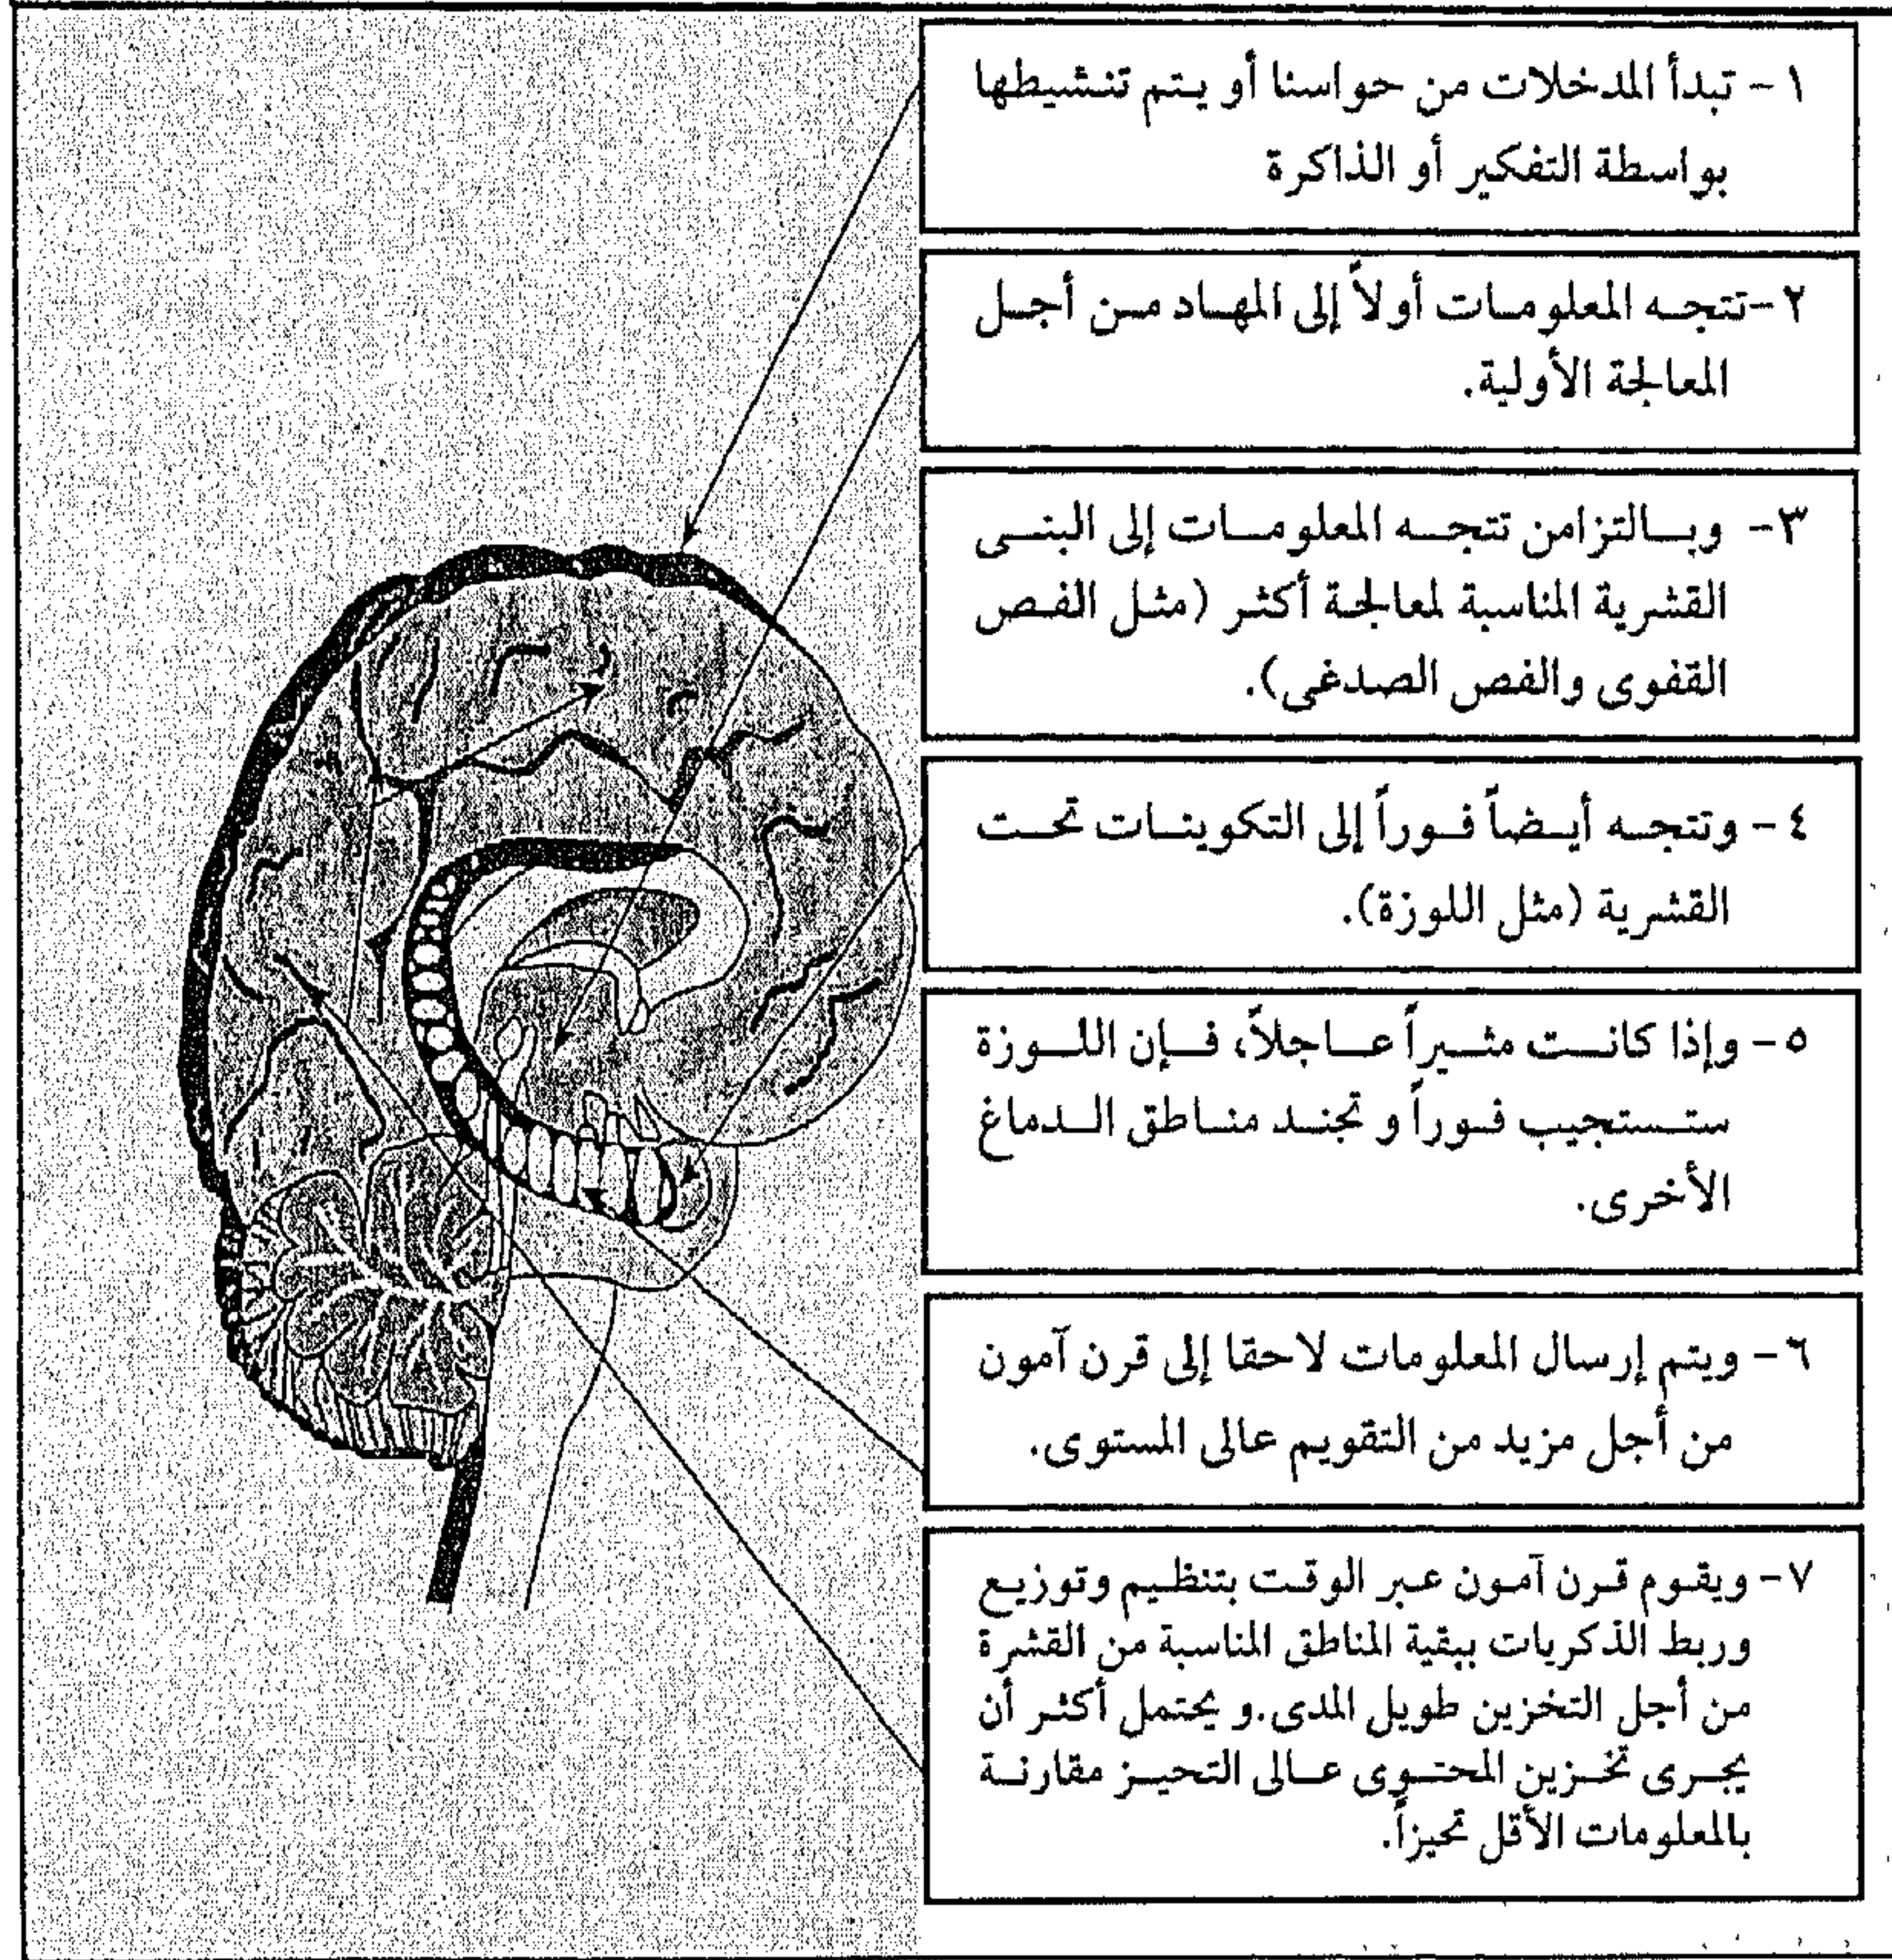 ١ - تبدأ المدخلات من حواسنا أو يتم تنشيطها
بواسطة التفكير أو الذاكرة
٢ -تتجه المعلومات أولاً إلى المهاد من أجل
المعالجة الأولية.
٣- وبالتزامن تتجه المعلومات إلى البنى
القشرية المناسبة لمعالجة أكثر (مثل الفص
القفوى والفص الصدغى).
٤ - وتتجه أيضاً فوراً إلى التكوينات تحت
القشرية (مثل اللوزة).
٥ - وإذا كانت مثيراً عاجلاً، فإن اللوزة
ستستجيب فوراً و تجند مناطق الدماغ
الأخرى.
٦ - ويتم إرسال المعلومات لاحقا إلى قرن آمون
من أجل مزيد من التقويم عالى المستوى.
٧ - ويقوم قرن آمون عبر الوقت بتنظيم وتوزيع
وربط الذكريات ببقية المناطق المناسبة من القشرة
من أجل التخزين طويل المدى.و يحتمل أكثر أن
يجرى تخزين المحتوى عالى التحيز مقارنة
بالمعلومات الأقل تحيزاً.